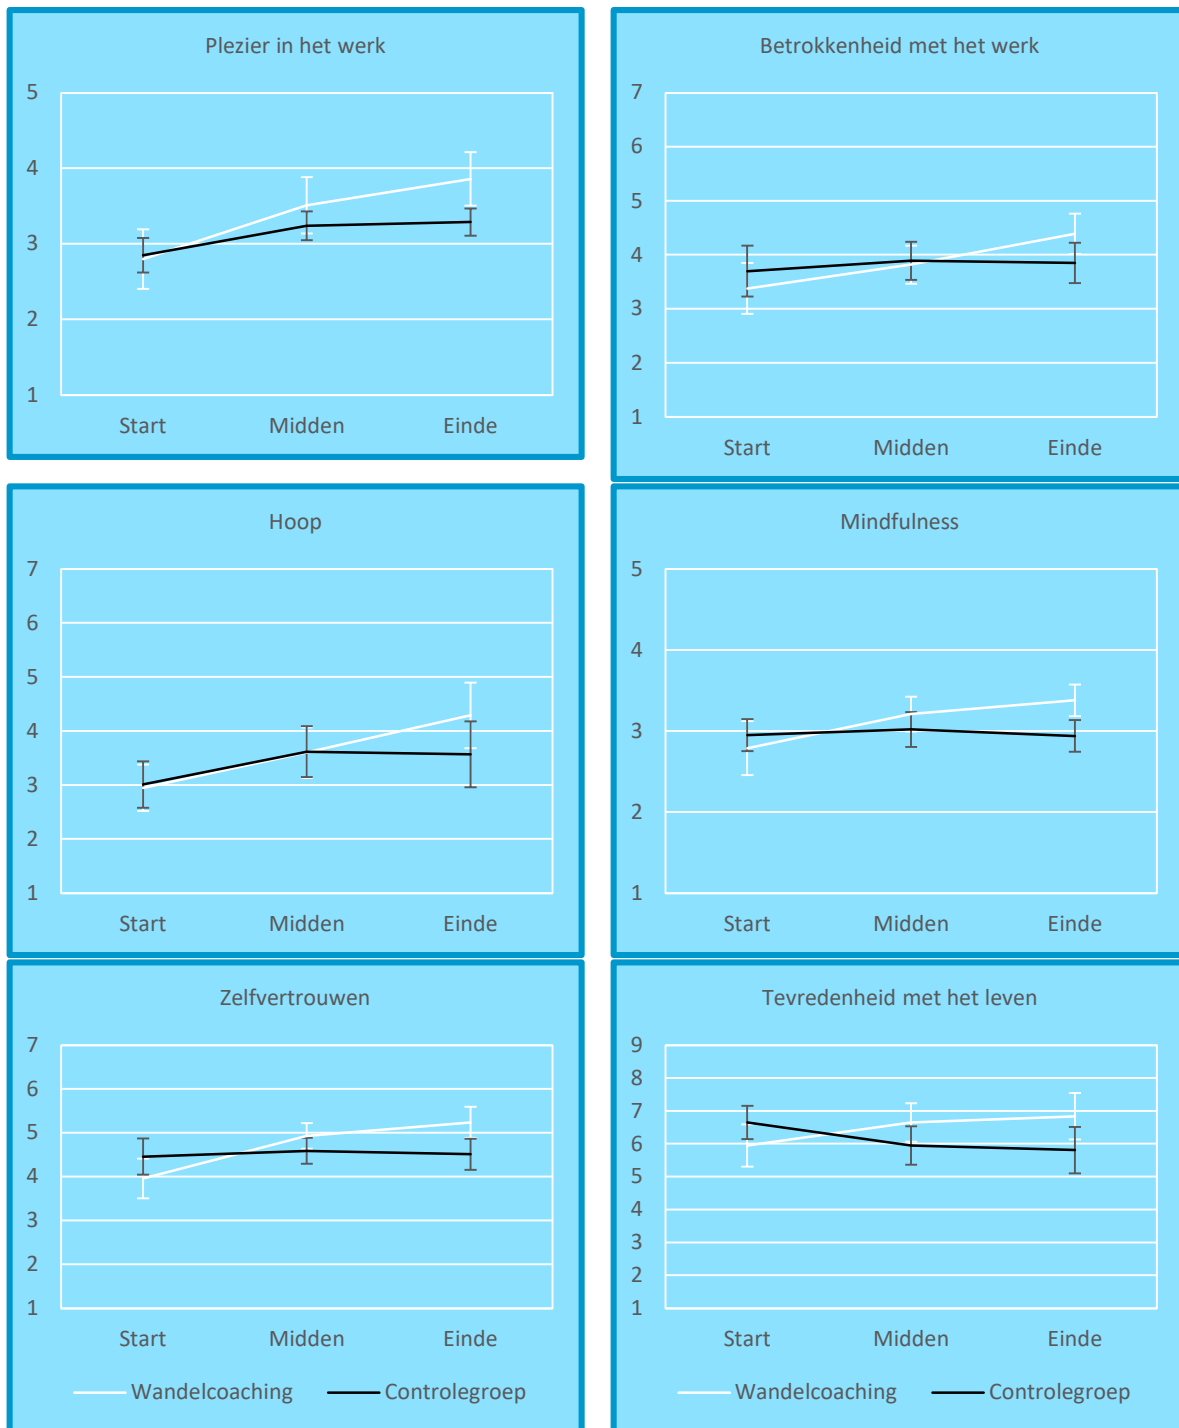 Plezier in het werk
5
4
3
2
1
Start Midden Einde
Betrokkenheid met het werk
7
6
5
4
3
2
1
Start Midden Einde
Hoop
7
6
5
4
3
2
1
Start Midden Einde
Mindfulness
5
4
3
2
1
Start Midden Einde
Zelfvertrouwen
7
6
5
4
3
2
1
Start Midden Einde
Wandelcoaching Controlegroep
Tevredenheid met het leven
9
8
7
6
5
4
3
2
1
Start Midden Einde
Wandelcoaching Controlegroep